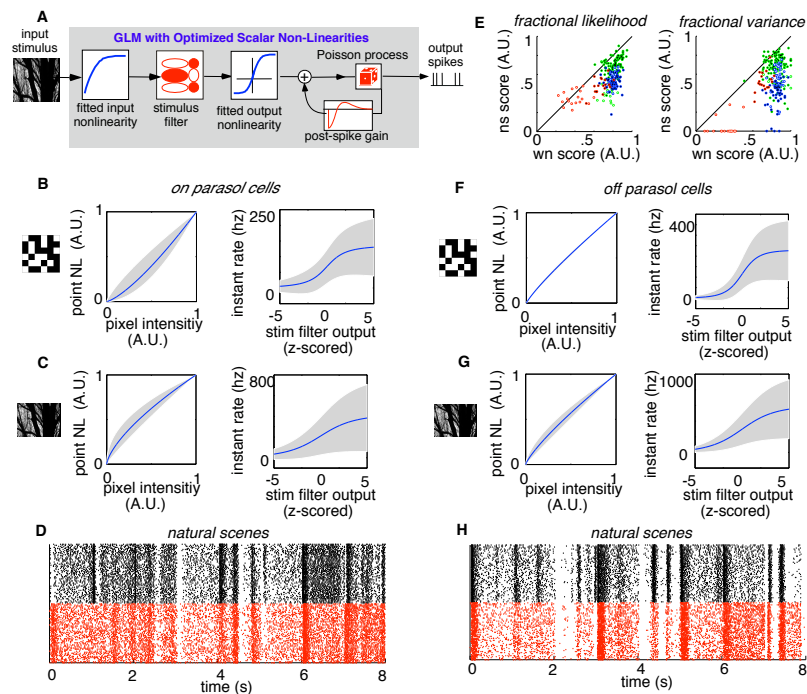 A
input
stimulus
GLM with Optimized Scalar Non-Linearities
Poisson process
output
spikes
fitted input
nonlinearity
stimulus
filter
fitted output
nonlinearity
post-spike gain
E
fractional likelihood
fractional variance
ns score (A.U.)
1
.5
0
0
.5
1
wn score (A.U.)
ns score (A.U.)
1
.5
0
0
.5
1
wn score (A.U.)
B
on parasol cells
point NL (A.U.)
1
0
1
pixel intensitiy
(A.U.)
instant rate (hz)
250
0
-5
0
5
stim filter output
(z-scored)
F
off parasol cells
point NL (A.U.)
1
0
1
pixel intensitiy
(A.U.)
instant rate (hz)
400
0
-5
0
5
stim filter output
(z-scored)
C
point NL (A.U.)
1
0
1
pixel intensitiy
(A.U.)
instant rate (hz)
800
0
-5
0
5
stim filter output
(z-scored)
G
point NL (A.U.)
1
0
1
pixel intensitiy
(A.U.)
instant rate (hz)
1000
0
-5
0
5
stim filter output
(z-scored)
D
natural scenes
0
2
4
6
8
time (s)
H
natural scenes
0
2
4
6
8
time (s)